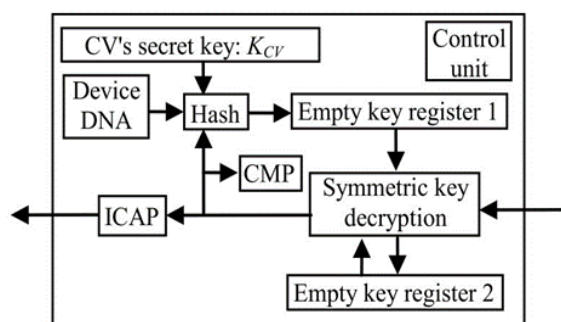 CV's secret key: K_CV
Control
unit
Device
DNA
Hash
Empty key register 1
CMP
Symmetric key
decryption
ICAP
Empty key register 2